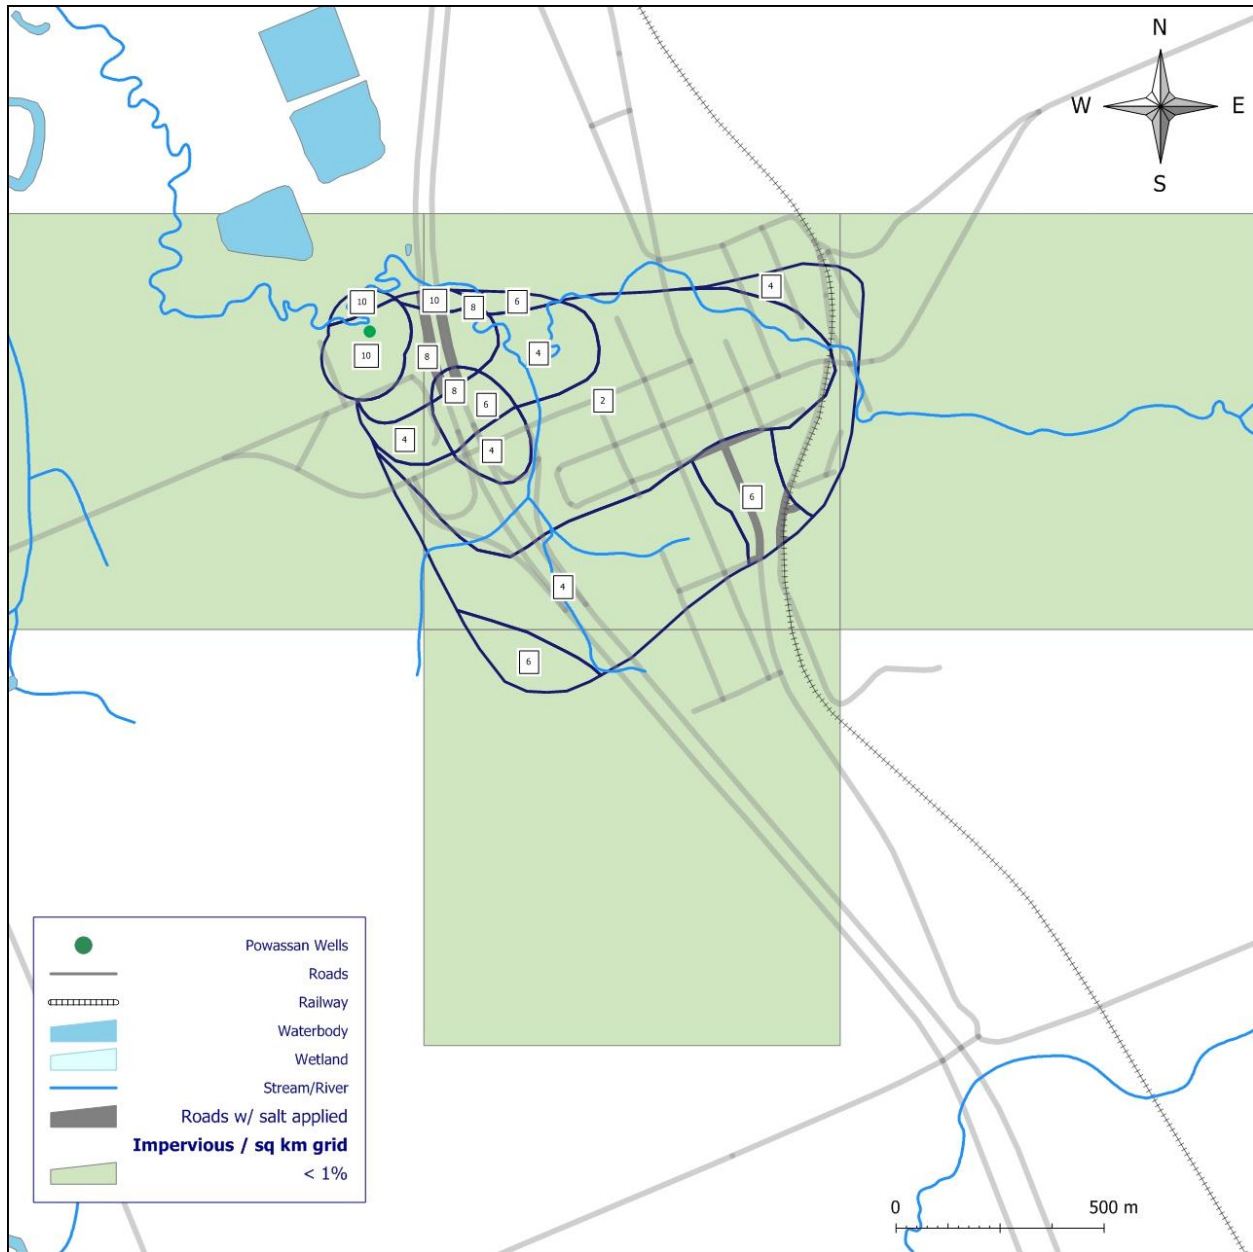 N
W E
S
4
10 10 8 6
10 8 4
8 6 2
4 4
6
4
6
Powassan Wells
Roads
Railway
Waterbody
Wetland
Stream/River
Roads w/ salt applied
Impervious / sq km grid
< 1%
0 500 m